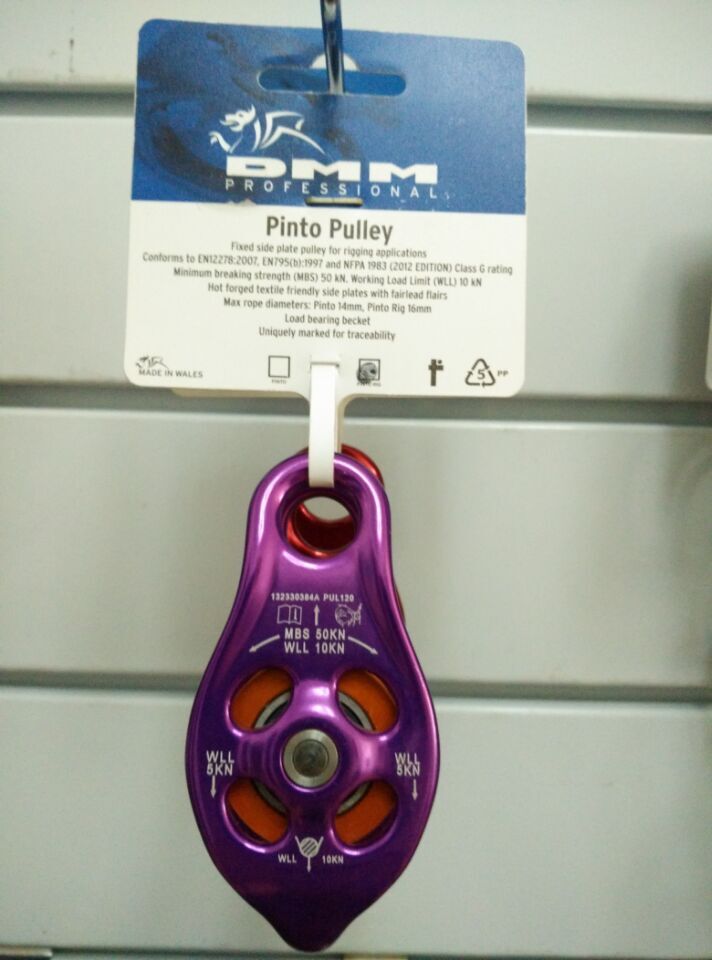 DMM
PROFESSIONAL
Pinto Pulley
Fixed side plate pulley for rigging applications
Conforms to EN12278:2007, EN795(b):1997 and NFPA 1983 (2012 EDITION) Class G rating
Minimum breaking strength (MBS) 50 kN. Working Load Limit (WLL) 10 kN
Hot forged textile friendly side plates with fairlead flairs
Max rope diameters: Pinto 14mm, Pinto Rig 16mm
Load bearing becket
Uniquely marked for traceability
MADE IN WALES
PINTO
5
PP
132330384A PUL120
MBS 50KN
WLL 10KN
WLL
5KN
WLL
5KN
WLL 10KN